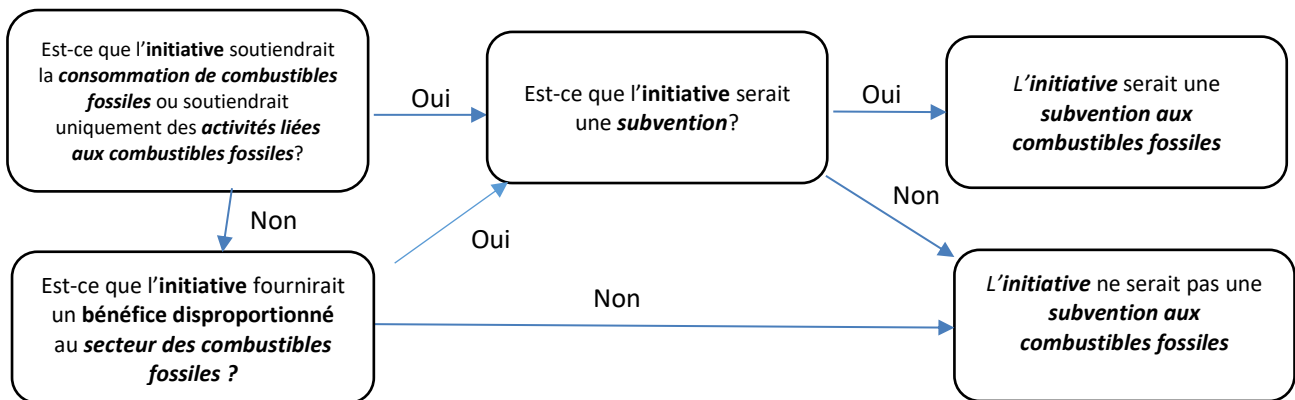 Est-ce que l'initiative soutiendrait
la consommation de combustibles
fossiles ou soutiendrait
uniquement des activités liées
aux combustibles fossiles?
Oui
Est-ce que l'initiative serait
une subvention?
Oui
L'initiative serait une
subvention aux
combustibles fossiles
Non
Oui
Non
Est-ce que l'initiative fournirait
un bénéfice disproportionné
au secteur des combustibles
fossiles ?
Non
L'initiative ne serait pas une
subvention aux
combustibles fossiles